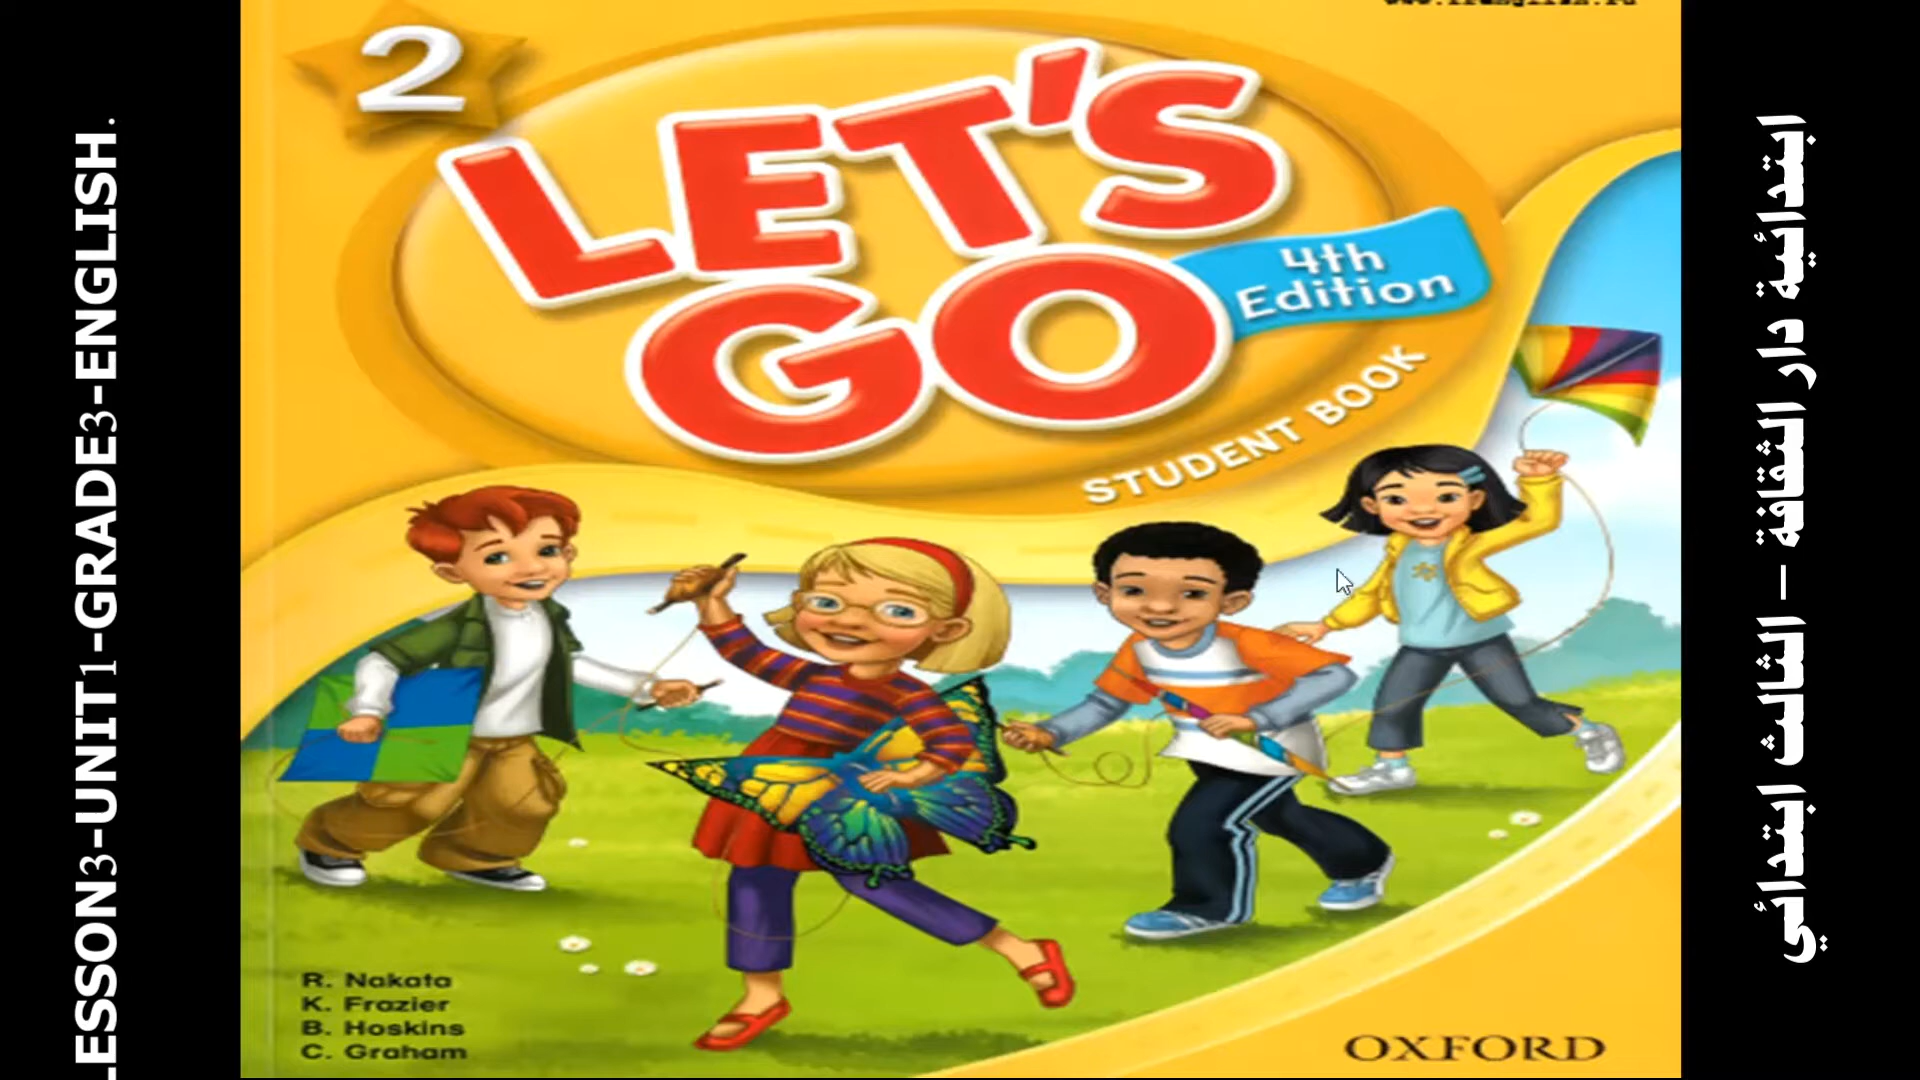 LESSON3-UNIT1-GRADE3-ENGLISH.
2
LET'S
GO
4th
Edition
STUDENT BOOK
R. Nakata
K. Frazier
B. Hoskins
C. Graham
OXFORD
ابتدائية دار الثقافة – الثالث ابتدائي